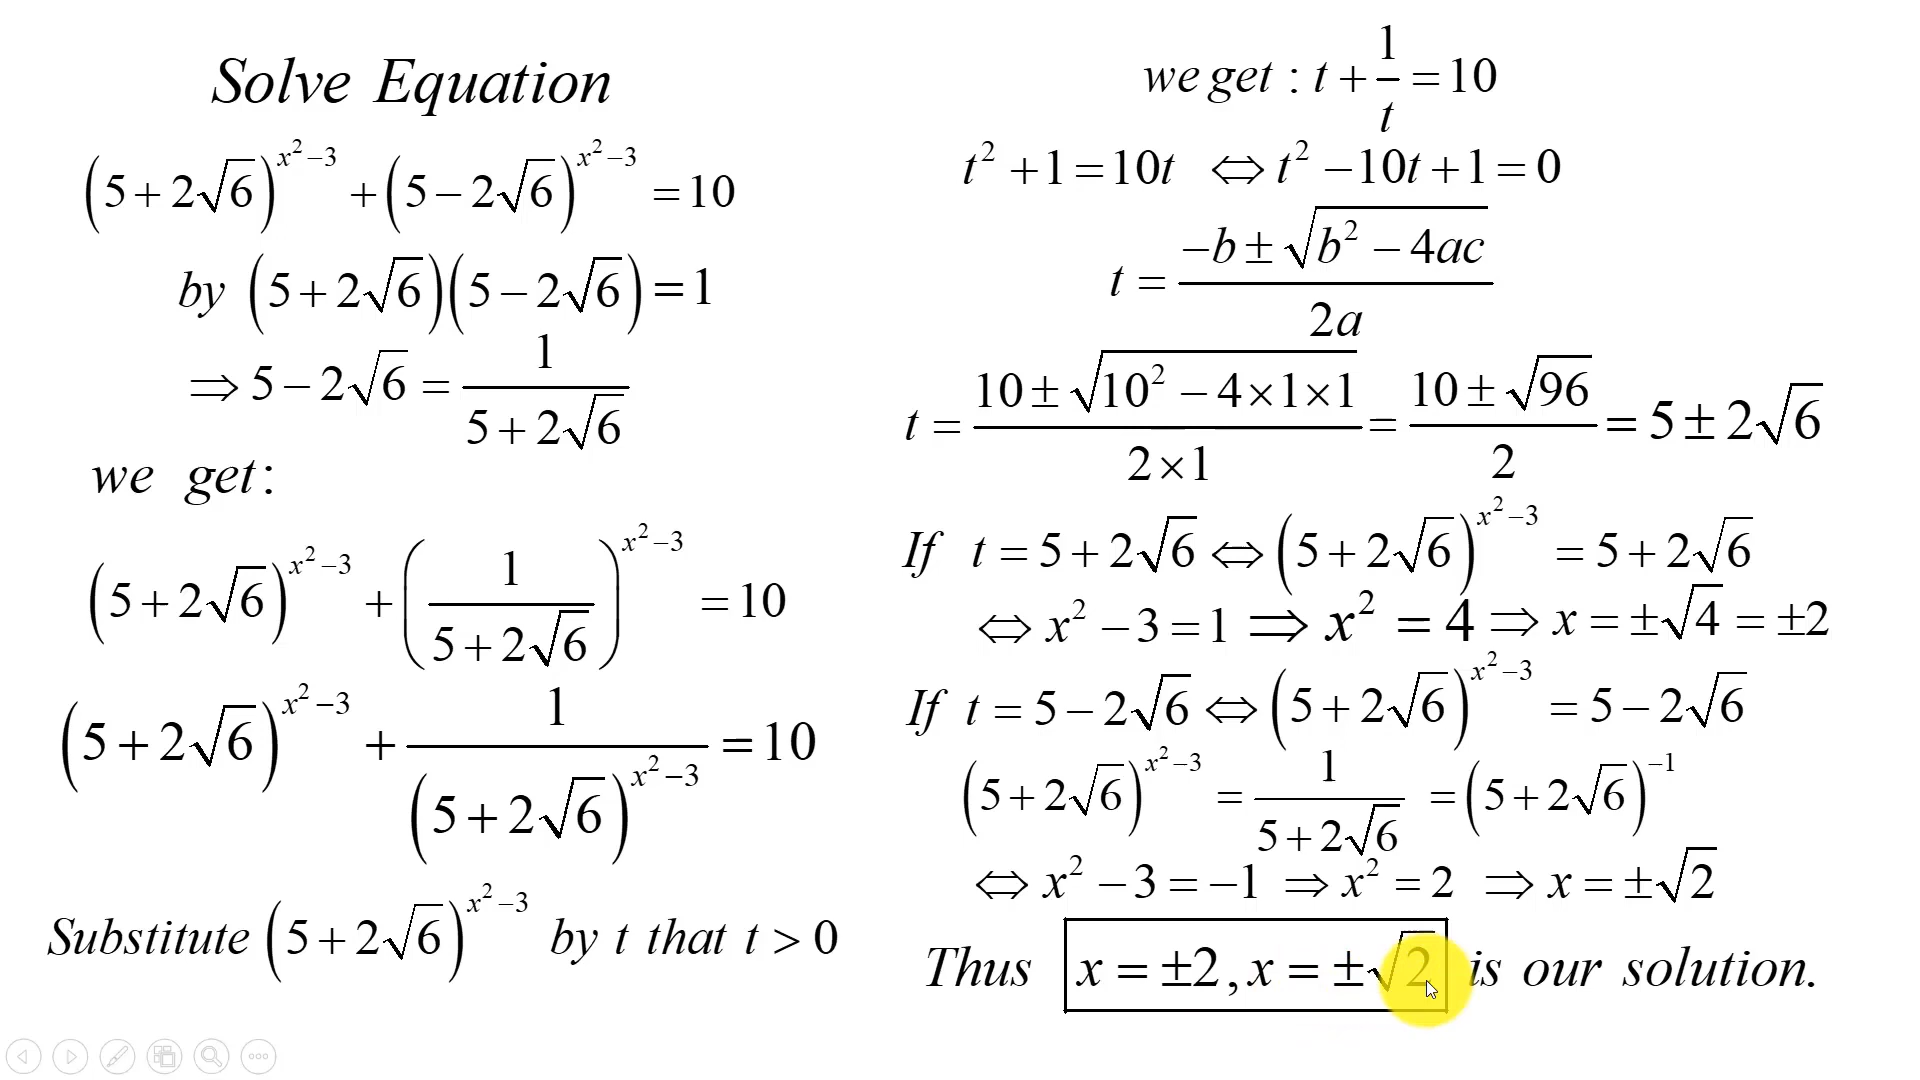 Solve Equation
(5+2√6)^(x²−3) + (5−2√6)^(x²−3) = 10
by (5+2√6)(5−2√6) = 1
⇒ 5−2√6 = 1/(5+2√6)
we get:
(5+2√6)^(x²−3) + (1/(5+2√6))^(x²−3) = 10
(5+2√6)^(x²−3) + 1/(5+2√6)^(x²−3) = 10
Substitute (5+2√6)^(x²−3) by t that t > 0
we get : t + 1/t = 10
t² + 1 = 10t ⇔ t² − 10t + 1 = 0
t = (−b ± √(b² − 4ac))/(2a)
t = (10 ± √(10² − 4×1×1))/(2×1) = (10 ± √96)/2 = 5 ± 2√6
If t = 5+2√6 ⇔ (5+2√6)^(x²−3) = 5+2√6
⇔ x² − 3 = 1 ⇒ x² = 4 ⇒ x = ±√4 = ±2
If t = 5−2√6 ⇔ (5+2√6)^(x²−3) = 5−2√6
(5+2√6)^(x²−3) = 1/(5+2√6) = (5+2√6)^(−1)
⇔ x² − 3 = −1 ⇒ x² = 2 ⇒ x = ±√2
Thus x = ±2, x = ±√2 is our solution.